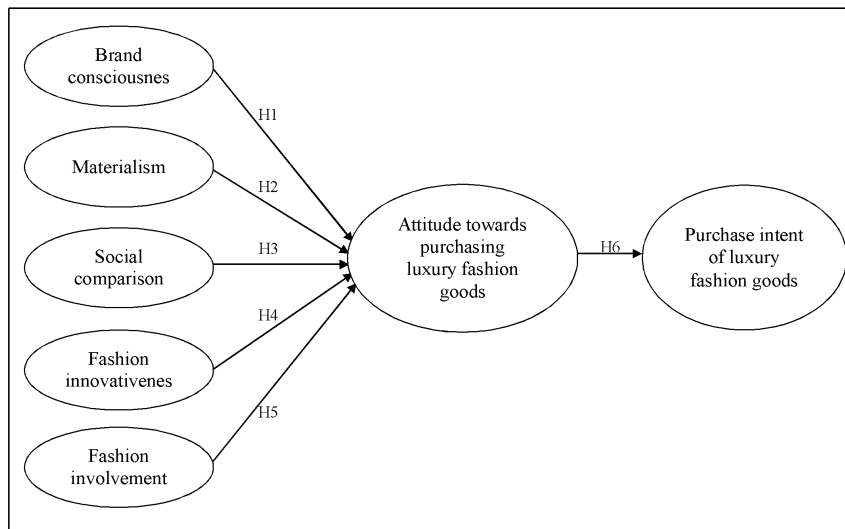 Brand
consciousnes
H1
Materialism
H2
Social
comparison
H3
Fashion
innovativenes
H4
Fashion
involvement
H5
Attitude towards
purchasing
luxury fashion
goods
H6
Purchase intent
of luxury
fashion goods